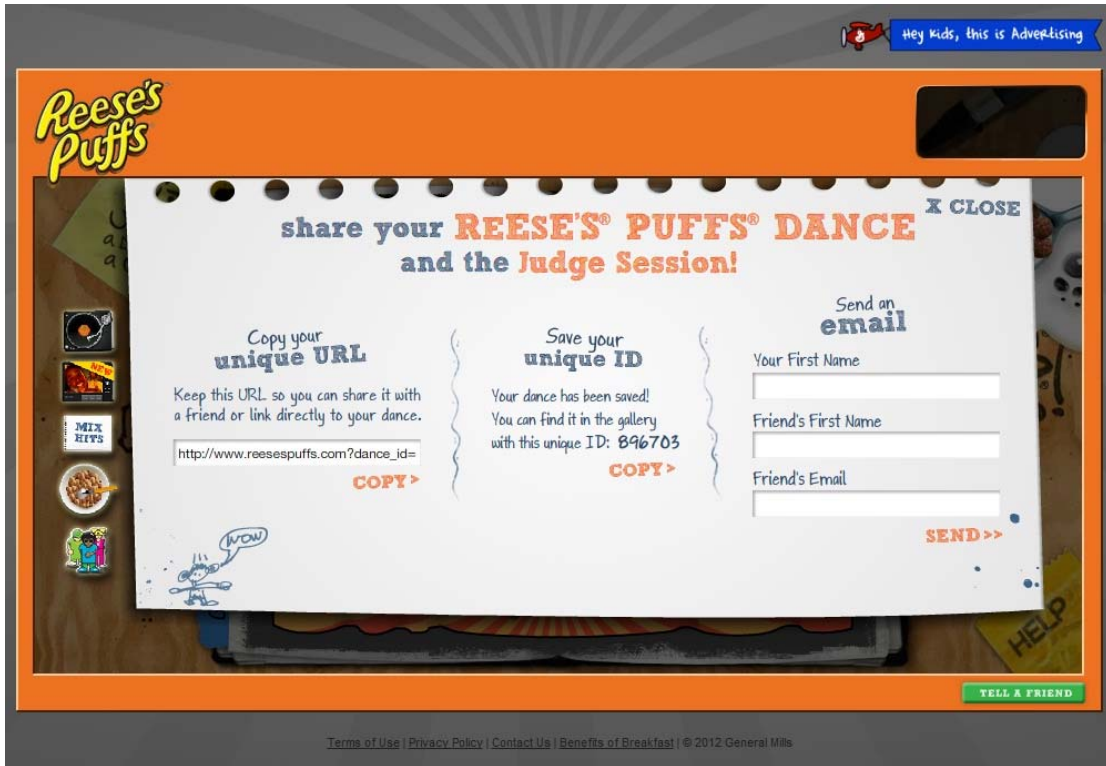 Hey Kids, this is Advertising
Reese's
Puffs
X CLOSE
share your REESE'S® PUFFS® DANCE
and the Judge Session!
Copy your
unique URL
Keep this URL so you can share it with
a friend or link directly to your dance.
http://www.reesespuffs.com?dance_id=
COPY>
Save your
unique ID
Your dance has been saved!
You can find it in the gallery
with this unique ID: 896703
COPY>
Send an
email
Your First Name
Friend's First Name
Friend's Email
SEND>>
NEW
MIX
HITS
WOW
HELP
TELL A FRIEND
Terms of Use | Privacy Policy | Contact Us | Benefits of Breakfast | © 2012 General Mills